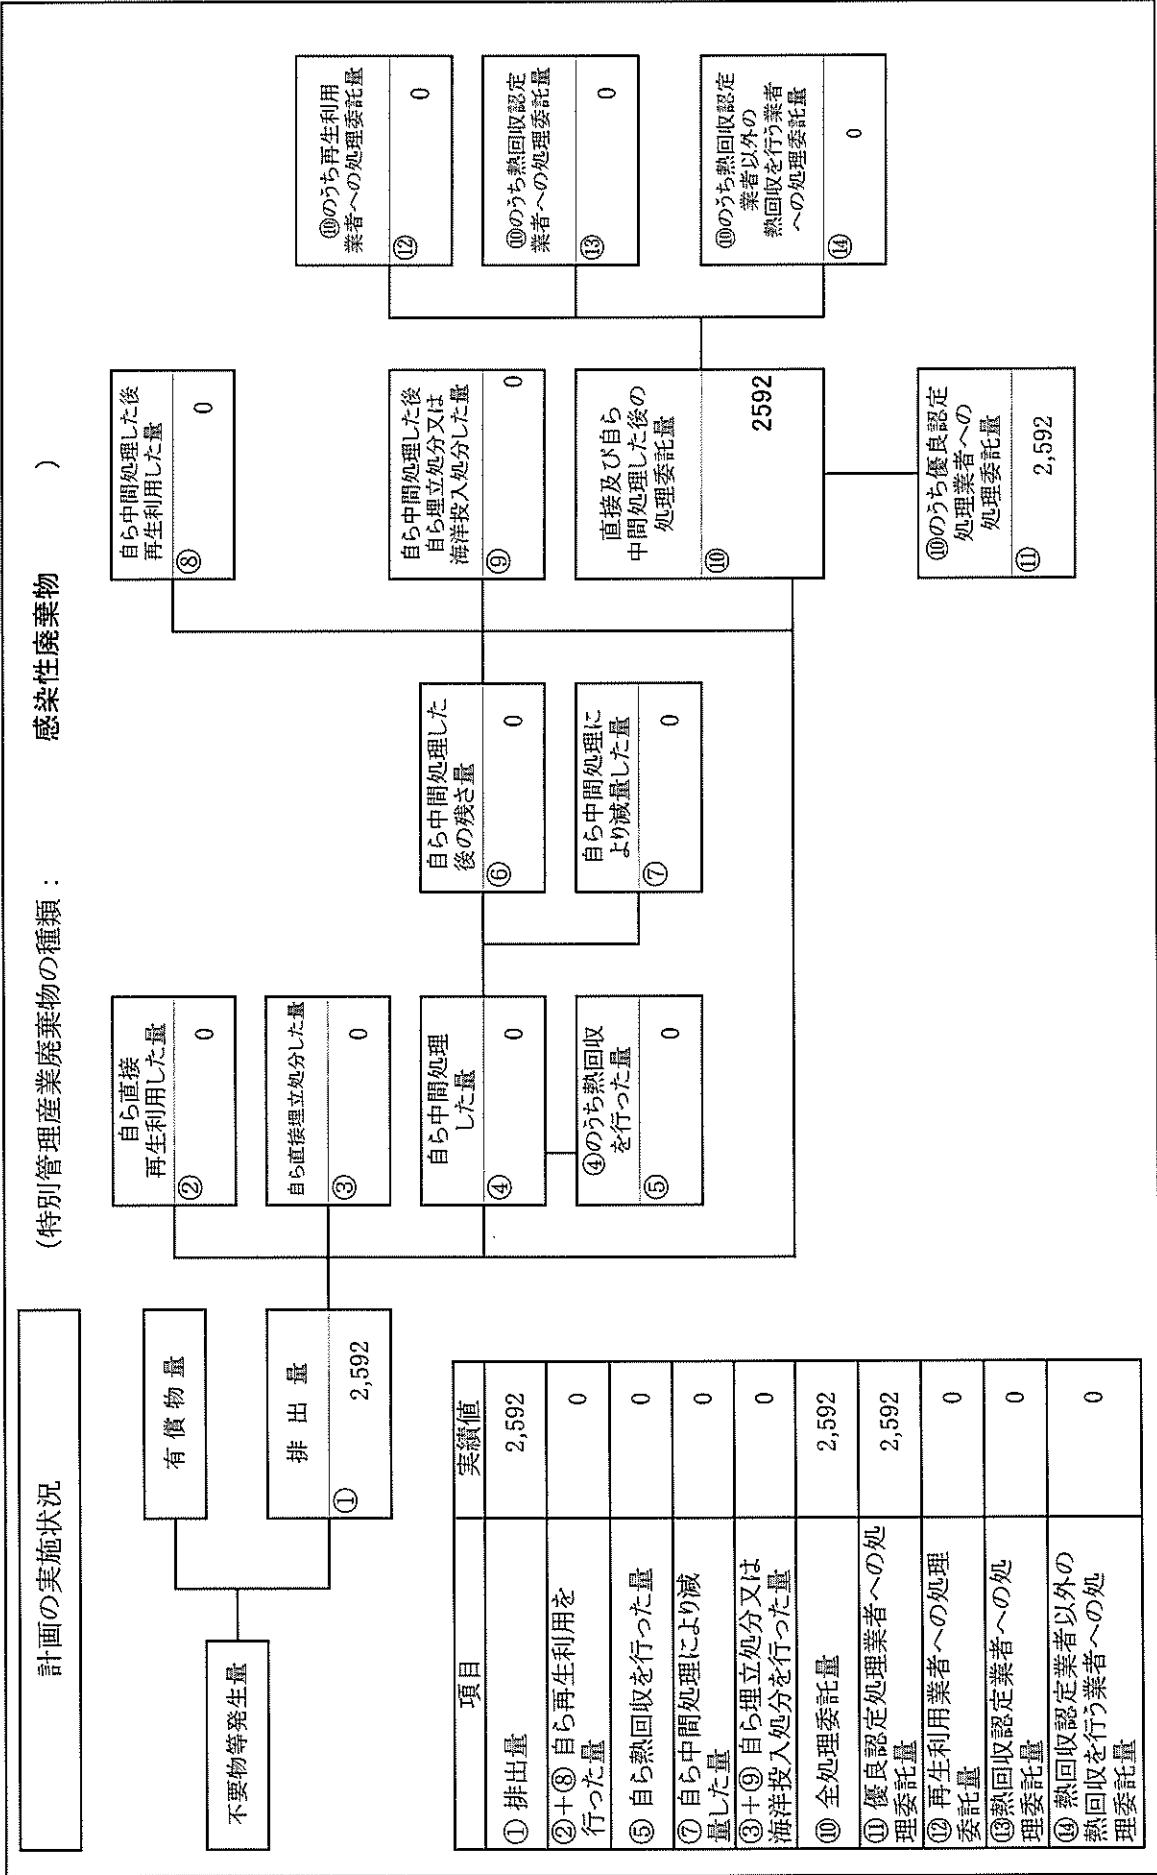 計画の実施状況
(特別管理産業廃棄物の種類： 感染性廃棄物 )
不要物等発生量
有償物量
排出量
① 2,592
自ら直接
再生利用した量
② 0
自ら直接埋立処分した量
③ 0
自ら中間処理
した量
④ 0
④のうち熱回収
を行った量
⑤ 0
自ら中間処理した
後の残さ量
⑥ 0
自ら中間処理に
より減量した量
⑦ 0
自ら中間処理した後
再生利用した量
⑧ 0
自ら中間処理した後
自ら埋立処分又は
海洋投入処分した量
⑨ 0
直接及び自ら
中間処理した後の
処理委託量
⑩ 2592
⑩のうち優良認定
処理業者への
処理委託量
⑪ 2,592
⑩のうち再生利用
業者への処理委託量
⑫ 0
⑩のうち熱回収認定
業者への処理委託量
⑬ 0
⑩のうち熱回収認定
業者以外の
熱回収を行う業者
への処理委託量
⑭ 0
項目 実績値
① 排出量 2,592
②＋⑧ 自ら再生利用を
行った量 0
⑤ 自ら熱回収を行った量 0
⑦ 自ら中間処理により減
量した量 0
③＋⑨ 自ら埋立処分又は
海洋投入処分を行った量 0
⑩ 全処理委託量 2,592
⑪ 優良認定処理業者への処
理委託量 2,592
⑫ 再生利用業者への処理
委託量 0
⑬熱回収認定業者への処
理委託量 0
⑭ 熱回収認定業者以外の
熱回収を行う業者への処
理委託量 0